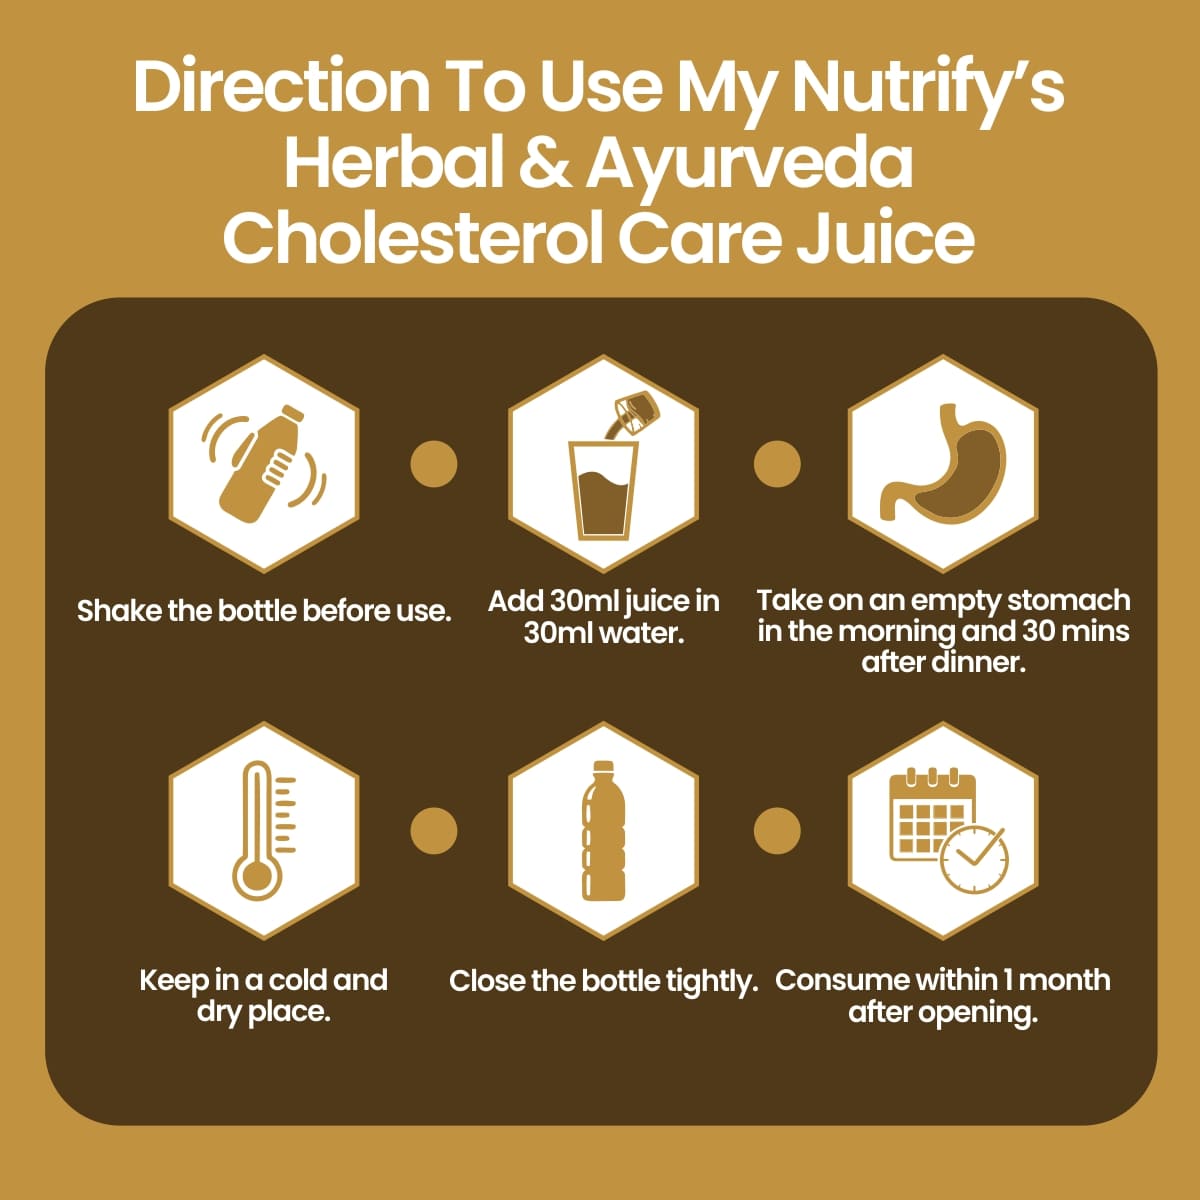 Direction To Use My Nutrify’s
Herbal & Ayurveda
Cholesterol Care Juice
Shake the bottle before use.
Add 30ml juice in
30ml water.
Take on an empty stomach
in the morning and 30 mins
after dinner.
Keep in a cold and
dry place.
Close the bottle tightly.
Consume within 1 month
after opening.